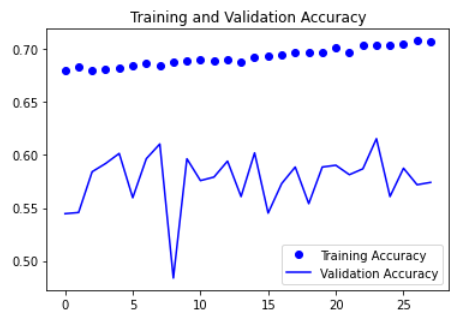 Training and Validation Accuracy
0.70
0.65
0.60
0.55
0.50
0 5 10 15 20 25
Training Accuracy
Validation Accuracy